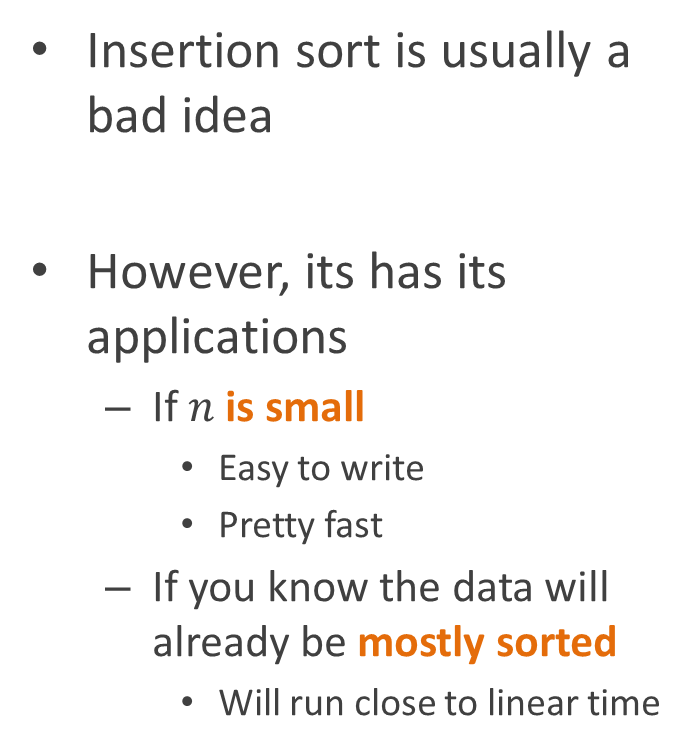 • Insertion sort is usually a
bad idea
• However, its has its
applications
– If n is small
• Easy to write
• Pretty fast
– If you know the data will
already be mostly sorted
• Will run close to linear time